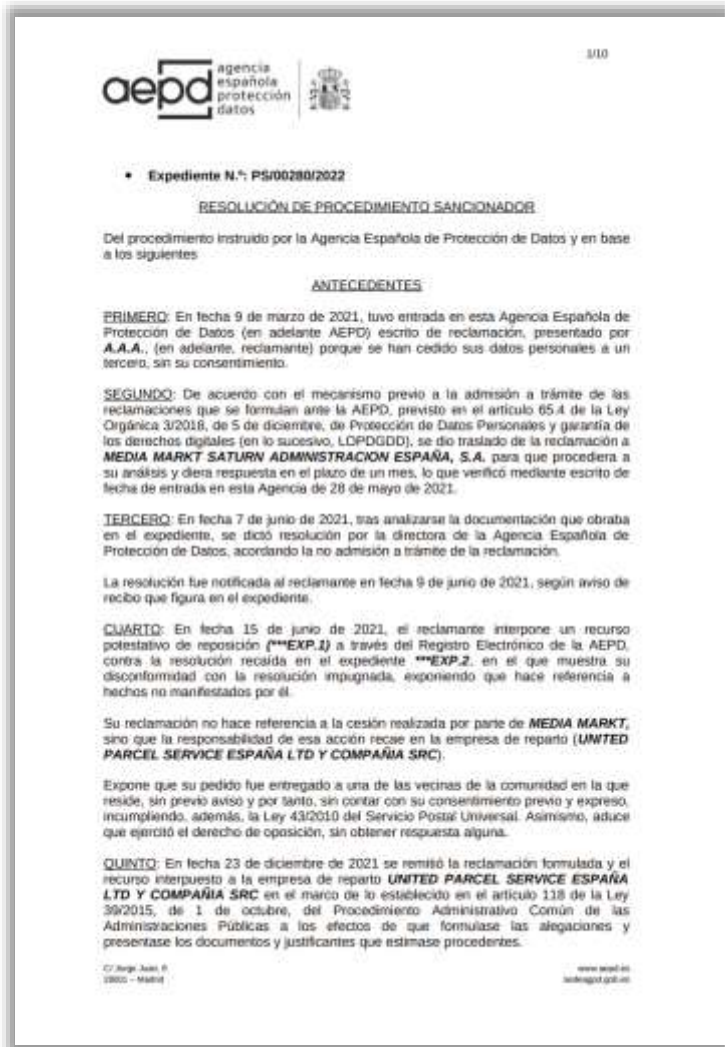 1/10
aepd
agencia
española
protección
datos
• Expediente N.º: PS/00280/2022
RESOLUCIÓN DE PROCEDIMIENTO SANCIONADOR
Del procedimiento instruido por la Agencia Española de Protección de Datos y en base
a los siguientes
ANTECEDENTES
PRIMERO: En fecha 9 de marzo de 2021, tuvo entrada en esta Agencia Española de
Protección de Datos (en adelante AEPD) escrito de reclamación, presentado por
A.A.A., (en adelante, reclamante) porque se han cedido sus datos personales a un
tercero, sin su consentimiento.
SEGUNDO: De acuerdo con el mecanismo previo a la admisión a trámite de las
reclamaciones que se formulan ante la AEPD, previsto en el artículo 65.4 de la Ley
Orgánica 3/2018, de 5 de diciembre, de Protección de Datos Personales y garantía de
los derechos digitales (en lo sucesivo, LOPDGDD), se dio traslado de la reclamación a
MEDIA MARKT SATURN ADMINISTRACION ESPAÑA, S.A. para que procediera a
su análisis y diera respuesta en el plazo de un mes, lo que verificó mediante escrito de
fecha de entrada en esta Agencia de 28 de mayo de 2021.
TERCERO: En fecha 7 de junio de 2021, tras analizarse la documentación que obraba
en el expediente, se dictó resolución por la directora de la Agencia Española de
Protección de Datos, acordando la no admisión a trámite de la reclamación.
La resolución fue notificada al reclamante en fecha 9 de junio de 2021, según aviso de
recibo que figura en el expediente.
CUARTO: En fecha 15 de junio de 2021, el reclamante interpone un recurso
potestativo de reposición (***EXP.1) a través del Registro Electrónico de la AEPD,
contra la resolución recaída en el expediente ***EXP.2, en el que muestra su
disconformidad con la resolución impugnada, exponiendo que hace referencia a
hechos no manifestados por él.
Su reclamación no hace referencia a la cesión realizada por parte de MEDIA MARKT,
sino que la responsabilidad de esa acción recae en la empresa de reparto (UNITED
PARCEL SERVICE ESPAÑA LTD Y COMPAÑIA SRC).
Expone que su pedido fue entregado a una de las vecinas de la comunidad en la que
reside, sin previo aviso y por tanto, sin contar con su consentimiento previo y expreso,
incumpliendo, además, la Ley 43/2010 del Servicio Postal Universal. Asimismo, aduce
que ejercitó el derecho de oposición, sin obtener respuesta alguna.
QUINTO: En fecha 23 de diciembre de 2021 se remitió la reclamación formulada y el
recurso interpuesto a la empresa de reparto UNITED PARCEL SERVICE ESPAÑA
LTD Y COMPAÑIA SRC en el marco de lo establecido en el artículo 118 de la Ley
39/2015, de 1 de octubre, del Procedimiento Administrativo Común de las
Administraciones Públicas a los efectos de que formulase las alegaciones y
presentase los documentos y justificantes que estimase procedentes.
C/ Jorge Juan, 6
28001 – Madrid
www.aepd.es
sedeagpd.gob.es